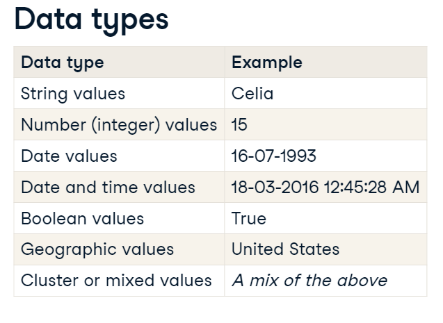 Data types
Data type Example
String values Celia
Number (integer) values 15
Date values 16-07-1993
Date and time values 18-03-2016 12:45:28 AM
Boolean values True
Geographic values United States
Cluster or mixed values A mix of the above